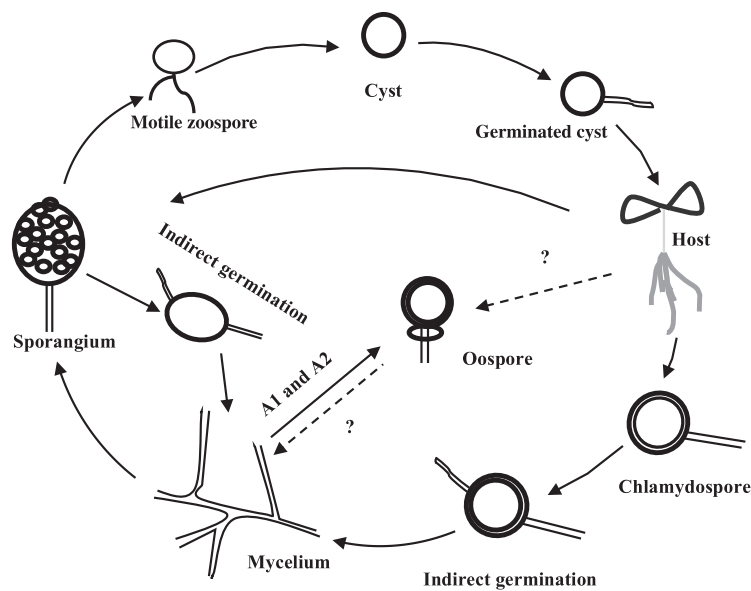 Cyst
Motile zoospore
Germinated cyst
Host
Indirect germination
?
Sporangium
Oospore
A1 and A2
?
Chlamydospore
Mycelium
Indirect germination